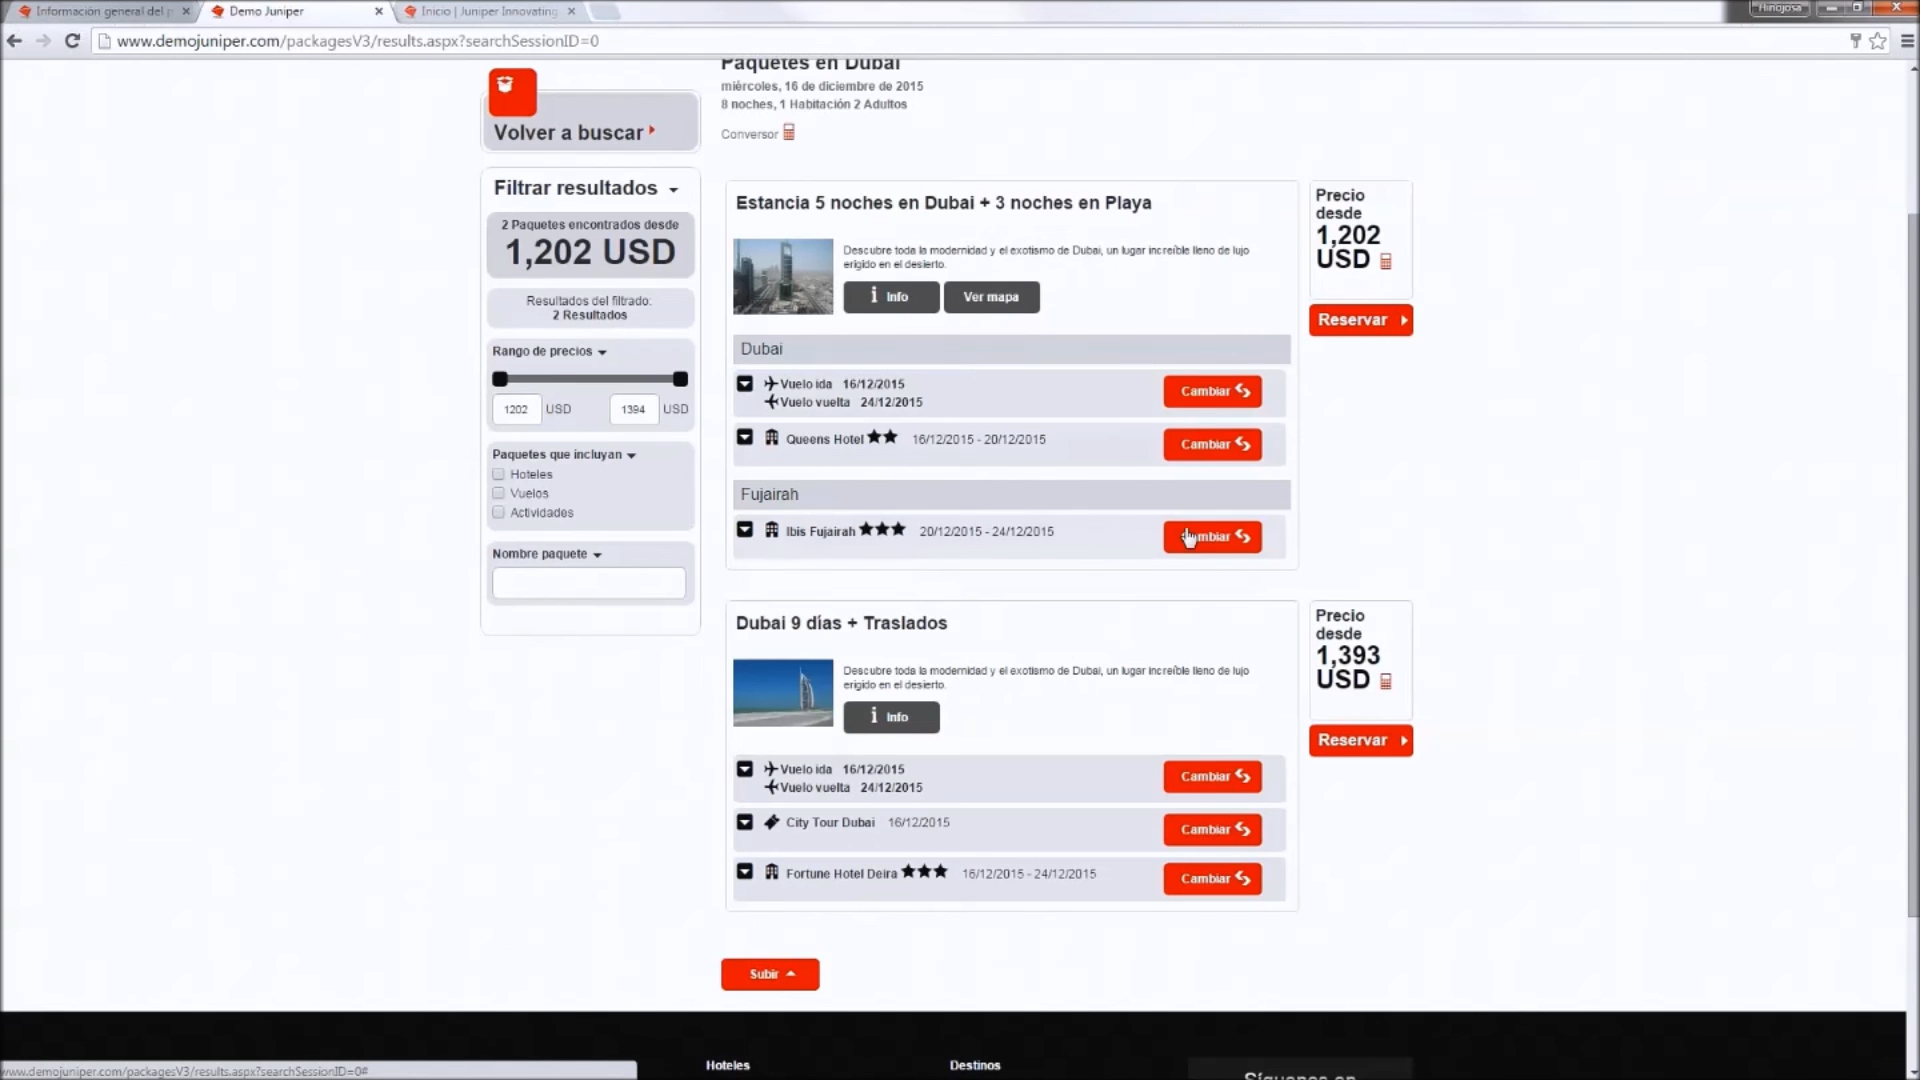 Información general del p
Demo Juniper
Inicio | Juniper Innovating
Hinojosa
www.demojuniper.com/packagesV3/results.aspx?searchSessionID=0
Paquetes en Dubai
miércoles, 16 de diciembre de 2015
8 noches, 1 Habitación 2 Adultos
Conversor
Volver a buscar
Filtrar resultados
2 Paquetes encontrados desde
1,202 USD
Resultados del filtrado:
2 Resultados
Rango de precios
1202 USD 1394 USD
Paquetes que incluyan
Hoteles
Vuelos
Actividades
Nombre paquete
Estancia 5 noches en Dubai + 3 noches en Playa
Descubre toda la modernidad y el exotismo de Dubai, un lugar increíble lleno de lujo
erigido en el desierto.
i Info
Ver mapa
Precio
desde
1,202
USD
Reservar
Dubai
Vuelo ida 16/12/2015
Vuelo vuelta 24/12/2015
Cambiar
Queens Hotel 16/12/2015 - 20/12/2015
Cambiar
Fujairah
Ibis Fujairah 20/12/2015 - 24/12/2015
mbiar
Dubai 9 días + Traslados
Descubre toda la modernidad y el exotismo de Dubai, un lugar increíble lleno de lujo
erigido en el desierto.
i Info
Precio
desde
1,393
USD
Reservar
Vuelo ida 16/12/2015
Vuelo vuelta 24/12/2015
Cambiar
City Tour Dubai 16/12/2015
Cambiar
Fortune Hotel Deira 16/12/2015 - 24/12/2015
Cambiar
Subir
Hoteles
Destinos
Síguenos en
www.demojuniper.com/packagesV3/results.aspx?searchSessionID=0#